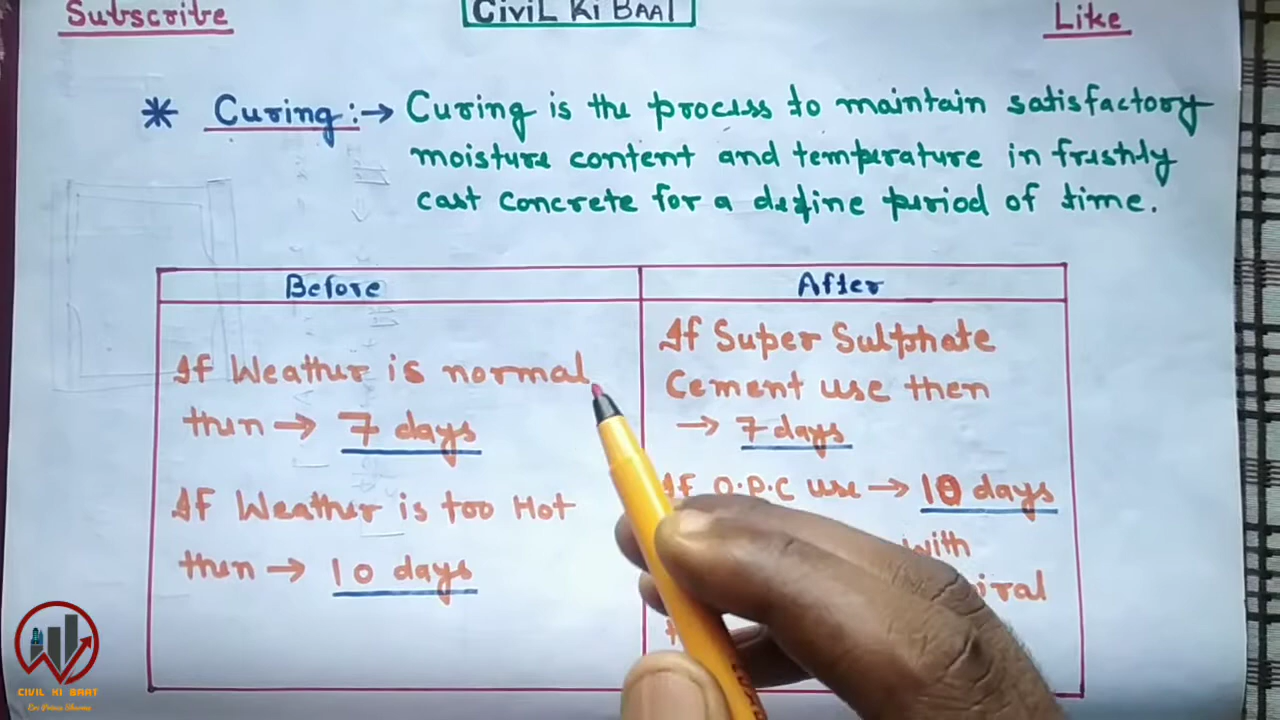 Subscribe
CIVIL KI BAAT
Like
* Curing :→ Curing is the process to maintain satisfactory
moisture content and temperature in freshly
cast concrete for a define period of time.
Before
After
If Weather is normal
then → 7 days
If Weather is too Hot
then → 10 days
If Super Sulphate
Cement use then
→ 7 days
If O.P.C use → 10 days
with
CIVIL KI BAAT
Er. Prince Sharma